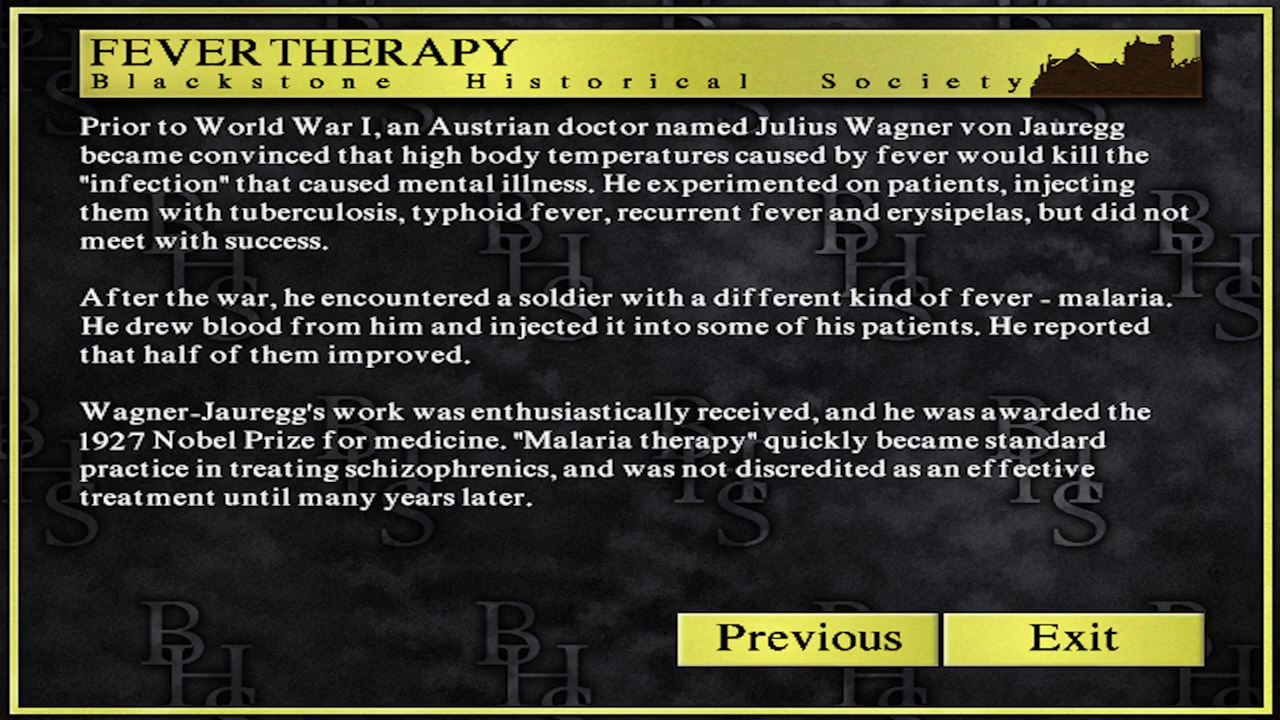 FEVER THERAPY
Blackstone Historical Society
Prior to World War I, an Austrian doctor named Julius Wagner von Jauregg
became convinced that high body temperatures caused by fever would kill the
"infection" that caused mental illness. He experimented on patients, injecting
them with tuberculosis, typhoid fever, recurrent fever and erysipelas, but did not
meet with success.
After the war, he encountered a soldier with a different kind of fever - malaria.
He drew blood from him and injected it into some of his patients. He reported
that half of them improved.
Wagner-Jauregg's work was enthusiastically received, and he was awarded the
1927 Nobel Prize for medicine. "Malaria therapy" quickly became standard
practice in treating schizophrenics, and was not discredited as an effective
treatment until many years later.
Previous Exit
BHS
BHS